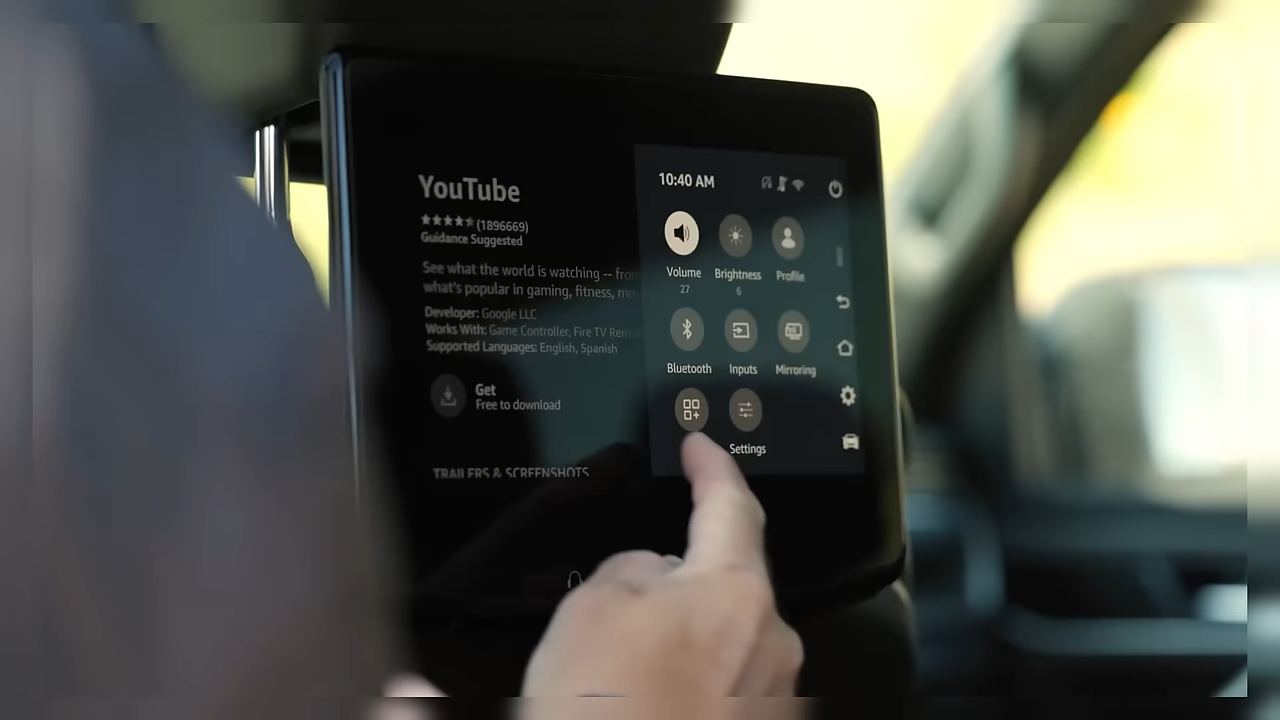 YouTube
(1896669)
Guidance Suggested
See what the world is watching -- from
what's popular in gaming, fitness,
Developer: Google LLC
Works With: Game Controller, Fire TV
Supported Languages: English, Spanish
Get
Free to download
TRAILERS & SCREENSHOTS
10:40 AM
Volume
27
Brightness
6
Profile
Bluetooth
Inputs
Mirroring
Settings